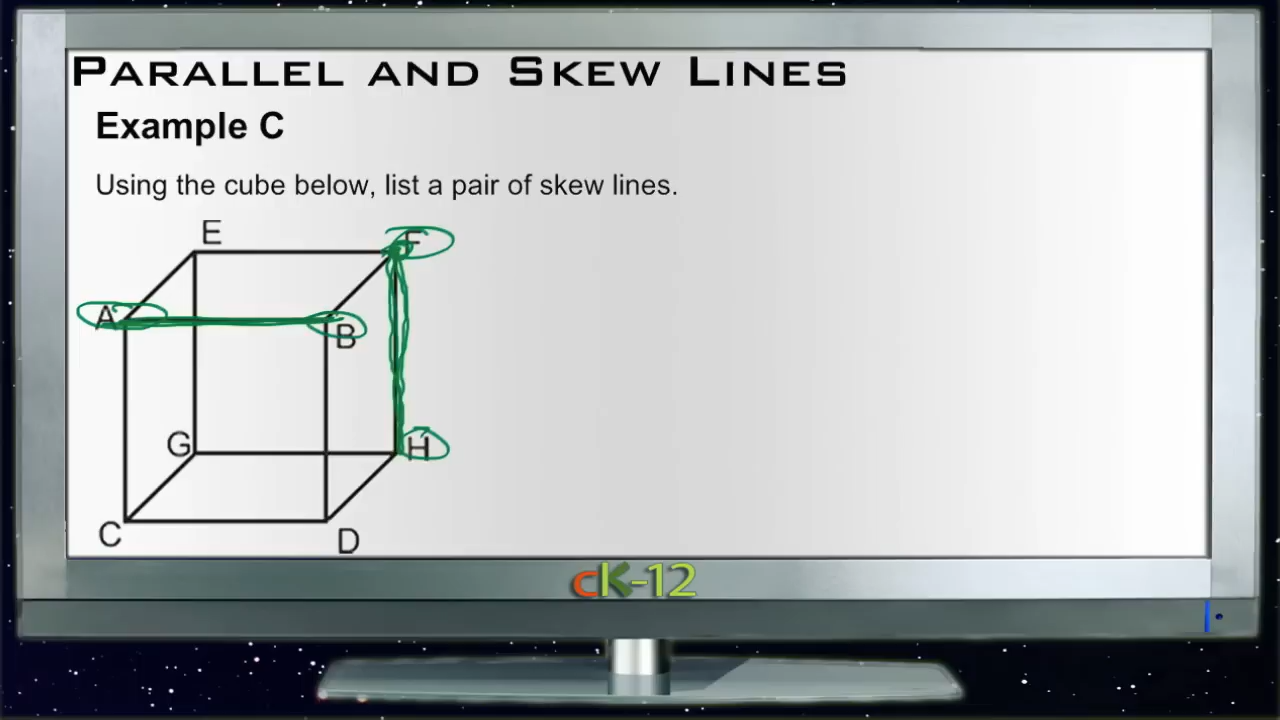 PARALLEL AND SKEW LINES
Example C
Using the cube below, list a pair of skew lines.
E
F
A
B
G
H
C
D
cK-12